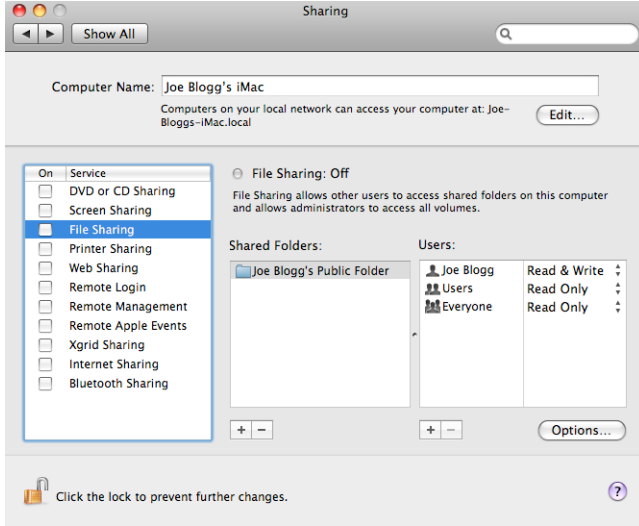 Sharing
Show All
Computer Name: Joe Blogg's iMac
Computers on your local network can access your computer at: Joe-
Bloggs-iMac.local
Edit...
On Service
DVD or CD Sharing
Screen Sharing
File Sharing
Printer Sharing
Web Sharing
Remote Login
Remote Management
Remote Apple Events
Xgrid Sharing
Internet Sharing
Bluetooth Sharing
File Sharing: Off
File Sharing allows other users to access shared folders on this computer
and allows administrators to access all volumes.
Shared Folders:
Joe Blogg's Public Folder
Users:
Joe Blogg Read & Write
Users Read Only
Everyone Read Only
+ −
+ −
Options...
Click the lock to prevent further changes.
?